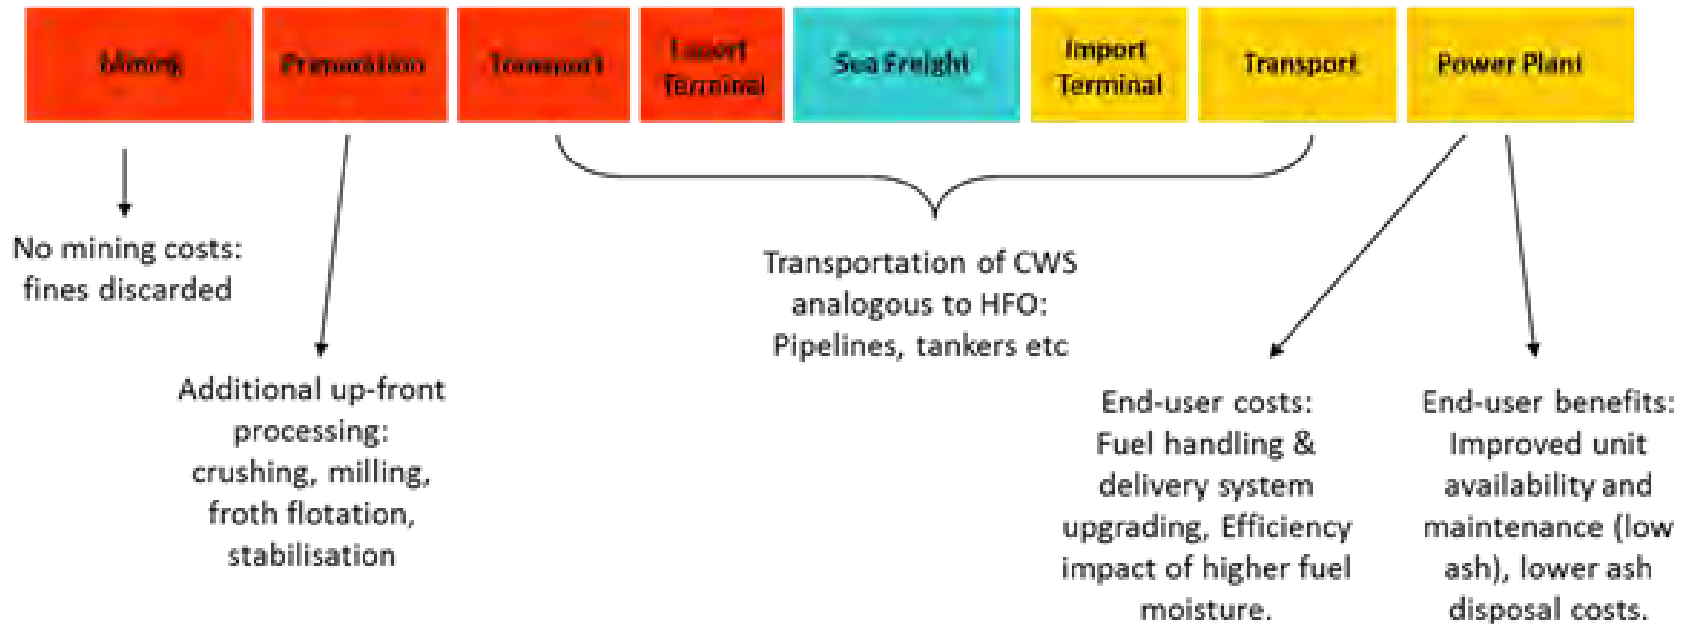 Mining
Preparation
Transport
Export
Terminal
Sea Freight
Import
Terminal
Transport
Power Plant
No mining costs:
fines discarded
Additional up-front
processing:
crushing, milling,
froth flotation,
stabilisation
Transportation of CWS
analogous to HFO:
Pipelines, tankers etc
End-user costs:
Fuel handling &
delivery system
upgrading, Efficiency
impact of higher fuel
moisture.
End-user benefits:
Improved unit
availability and
maintenance (low
ash), lower ash
disposal costs.